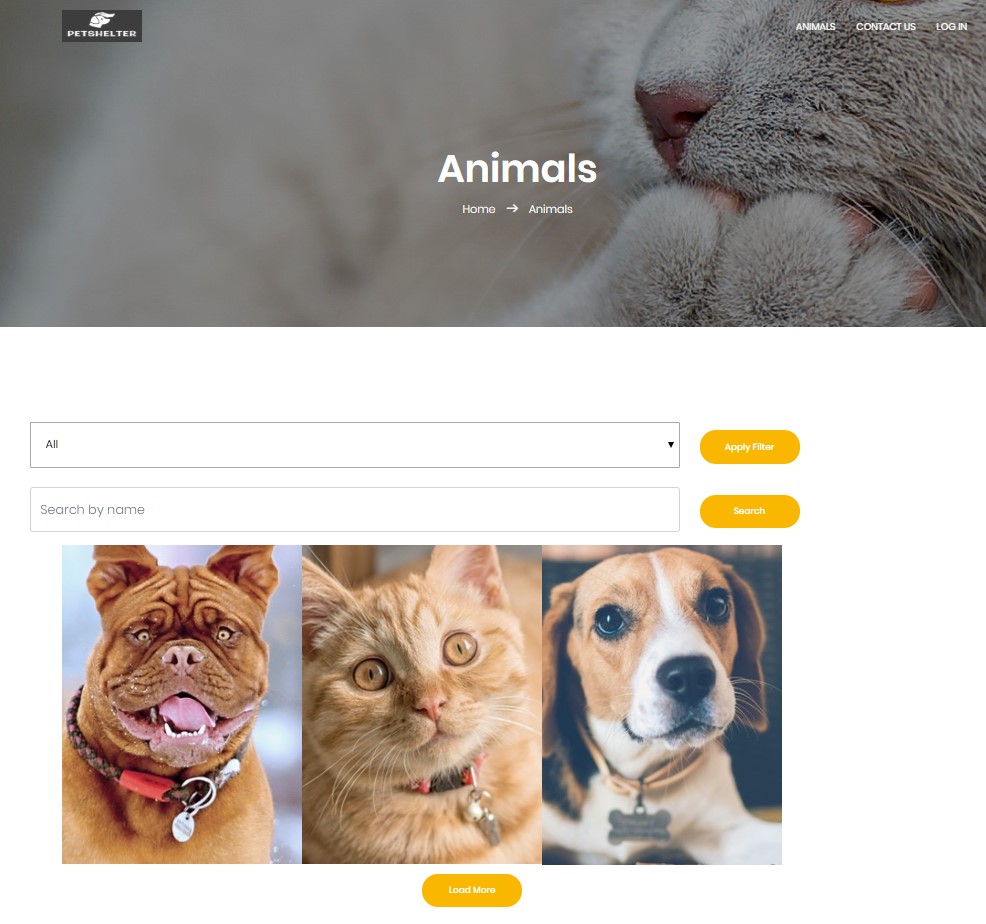 PETSHELTER
ANIMALS CONTACT US LOG IN
Animals
Home → Animals
All
Apply Filter
Search by name
Search
Load More